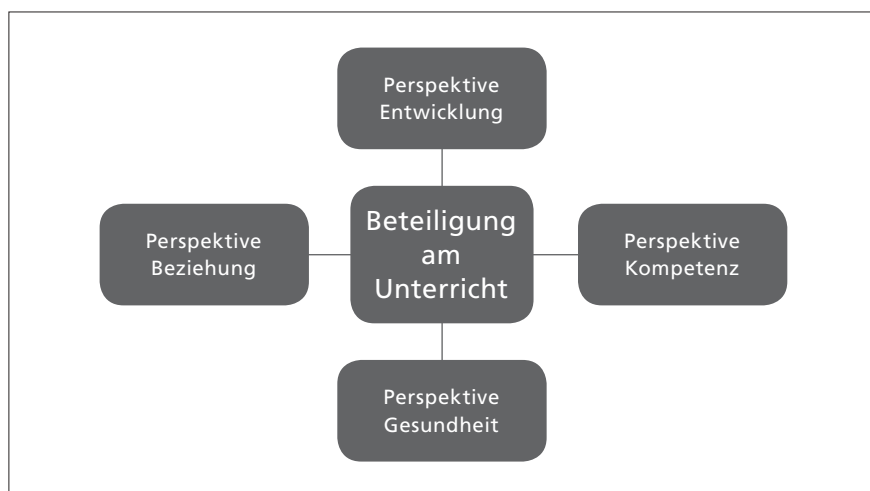 Perspektive
Entwicklung
Perspektive
Beziehung
Beteiligung
am
Unterricht
Perspektive
Kompetenz
Perspektive
Gesundheit